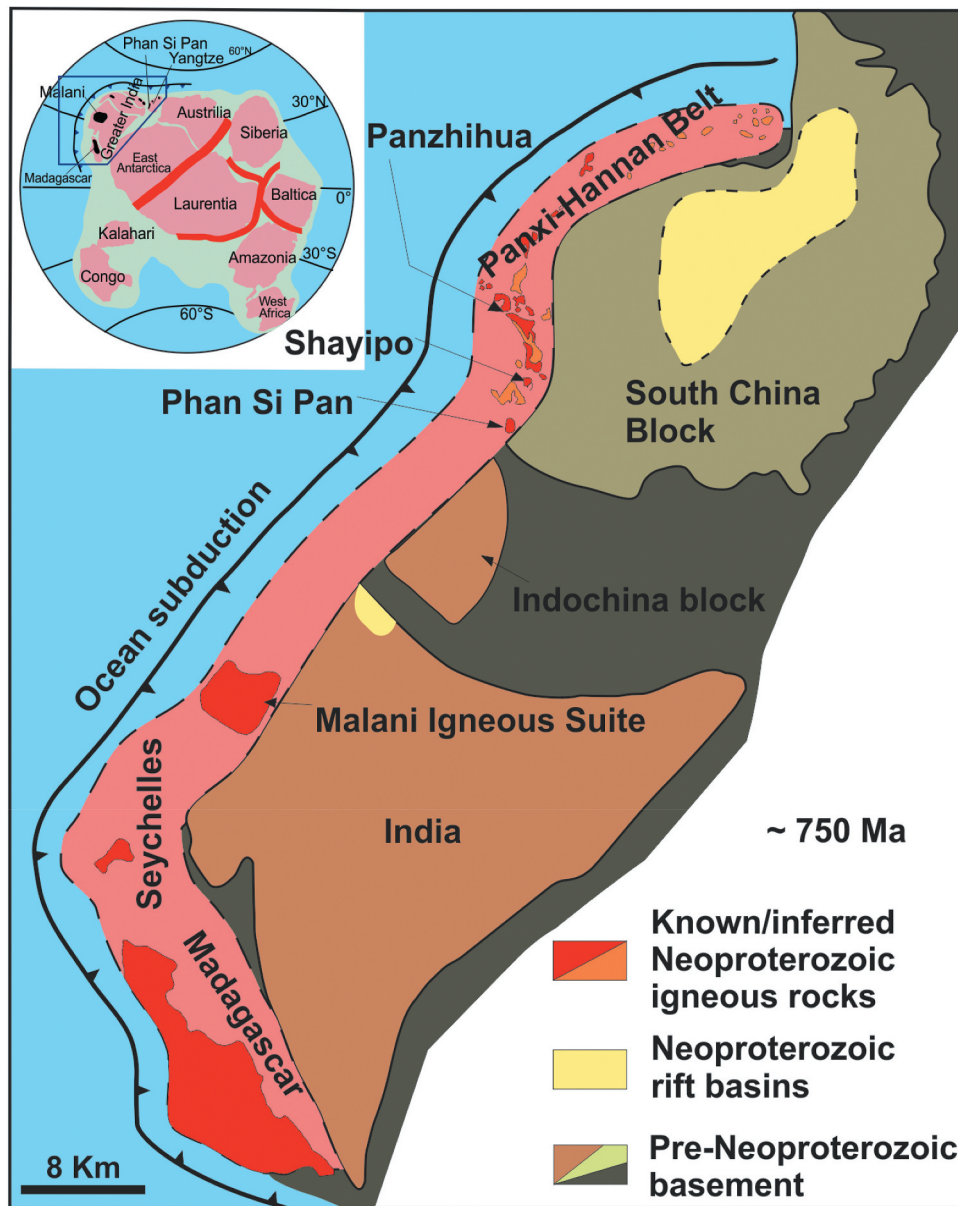 Phan Si Pan
Yangtze
60°N
Malani
Greater India
30°N
Austrilia
Siberia
East
Antarctica
Madagascar
Laurentia
Baltica
0°
Kalahari
Amazonia
30°S
Congo
60°S
West
Africa
Panzhihua
Panxi-Hannan Belt
Shayipo
Phan Si Pan
South China
Block
Ocean subduction
Indochina block
Malani Igneous Suite
Seychelles
India
~ 750 Ma
Madagascar
Known/inferred
Neoproterozoic
igneous rocks
Neoproterozoic
rift basins
Pre-Neoproterozoic
basement
8 Km